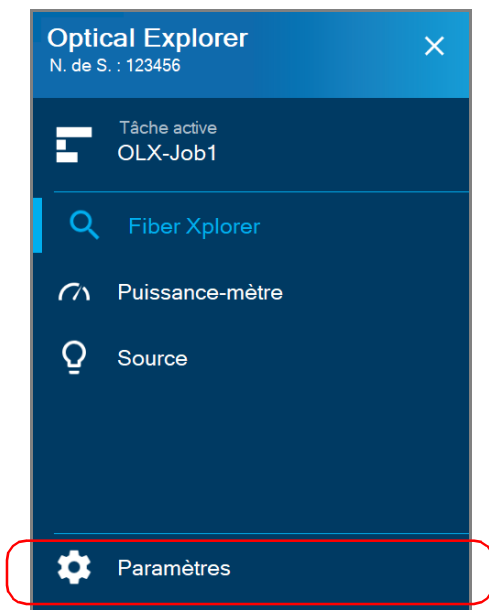 Optical Explorer
N. de S. : 123456
Tâche active
OLX-Job1
Fiber Xplorer
Puissance-mètre
Source
Paramètres